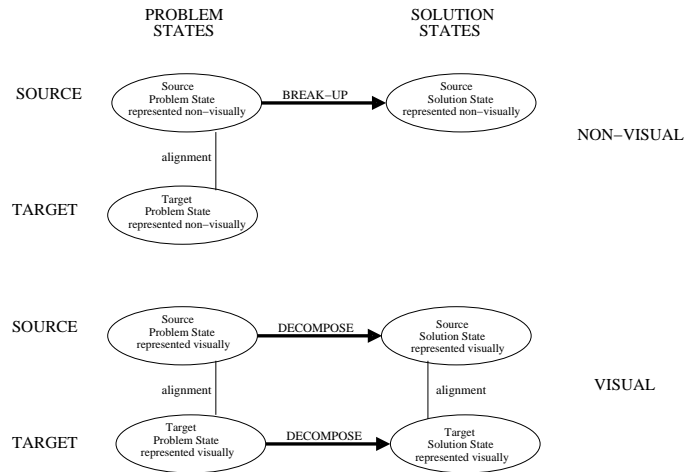 PROBLEM
STATES
SOLUTION
STATES
SOURCE
Source
Problem State
represented non−visually
BREAK−UP
Source
Solution State
represented non−visually
NON−VISUAL
alignment
TARGET
Target
Problem State
represented non−visually
SOURCE
Source
Problem State
represented visually
DECOMPOSE
Source
Solution State
represented visually
alignment
alignment
VISUAL
TARGET
Target
Problem State
represented visually
DECOMPOSE
Target
Solution State
represented visually